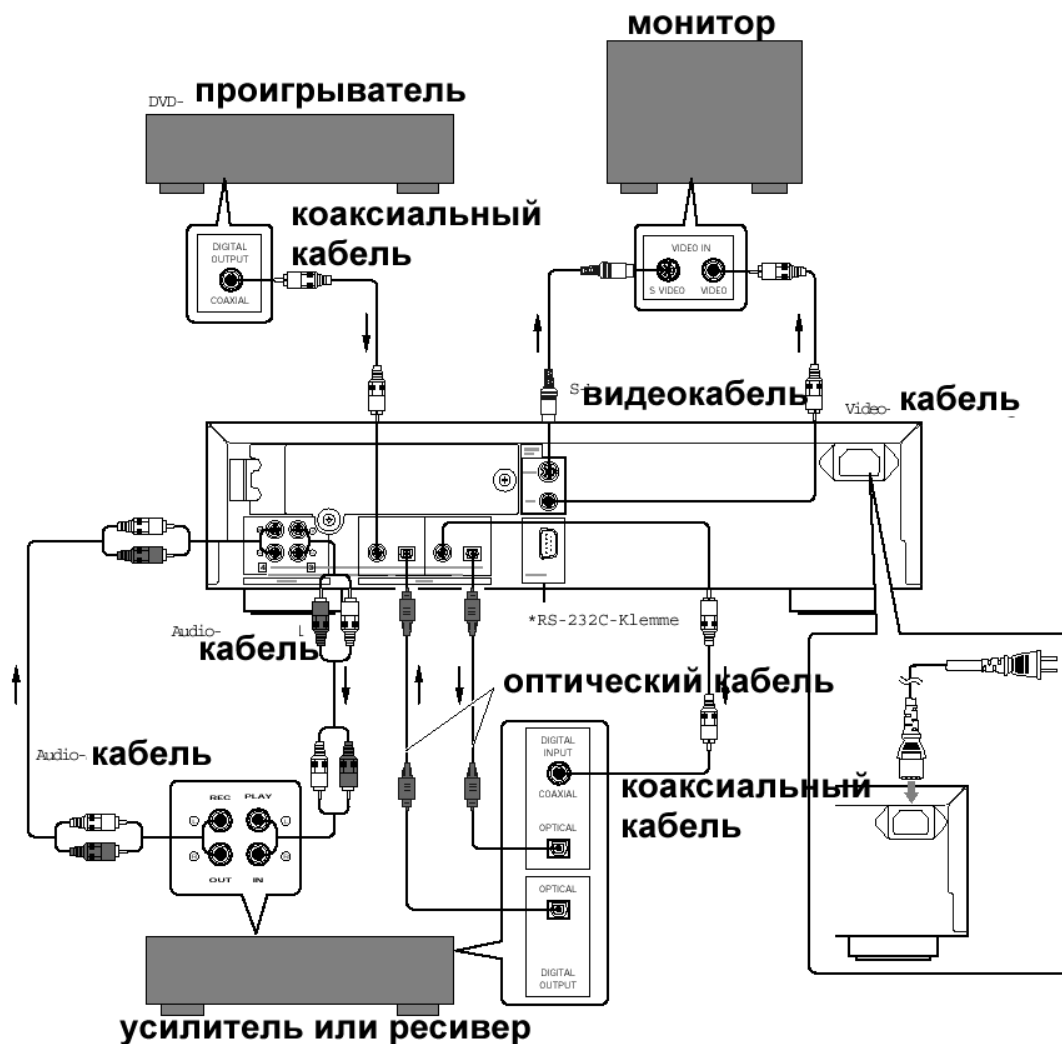 монитор
DVD- проигрыватель
коаксиальный
кабель
DIGITAL
OUTPUT
COAXIAL
VIDEO IN
S VIDEO VIDEO
S- видеокабель
Video- кабель
4 3
*RS-232C-Klemme
Audio- кабель
оптический кабель
Audio- кабель
REC PLAY
L L
R R
OUT IN
DIGITAL
INPUT
COAXIAL
коаксиальный
кабель
OPTICAL
OPTICAL
DIGITAL
OUTPUT
усилитель или ресивер